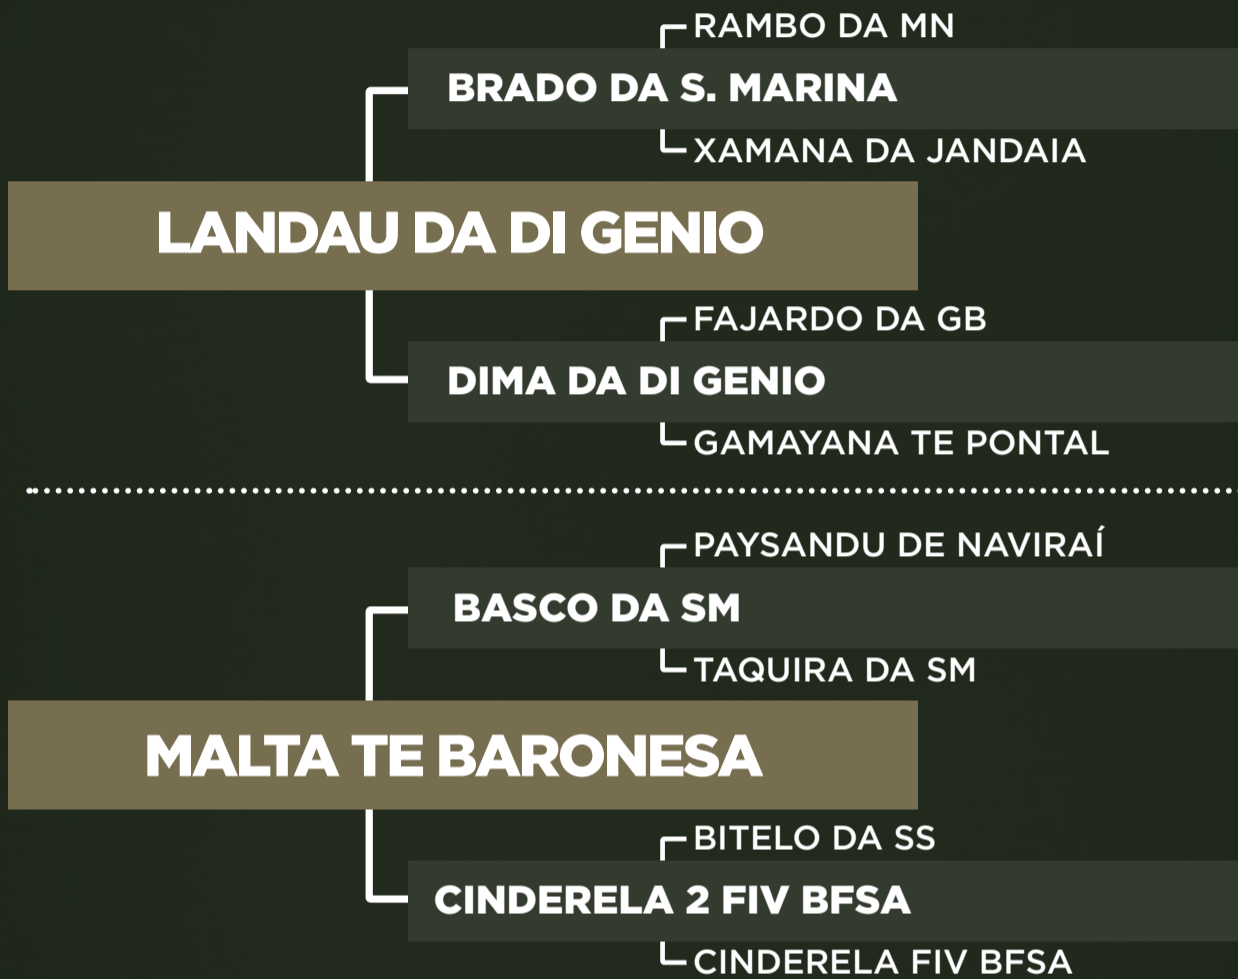 RAMBO DA MN
BRADO DA S. MARINA
XAMANA DA JANDAIA
LANDAU DA DI GENIO
FAJARDO DA GB
DIMA DA DI GENIO
GAMAYANA TE PONTAL
PAYSANDU DE NAVIRAÍ
BASCO DA SM
TAQUIRA DA SM
MALTA TE BARONESA
BITELO DA SS
CINDERELA 2 FIV BFSA
CINDERELA FIV BFSA